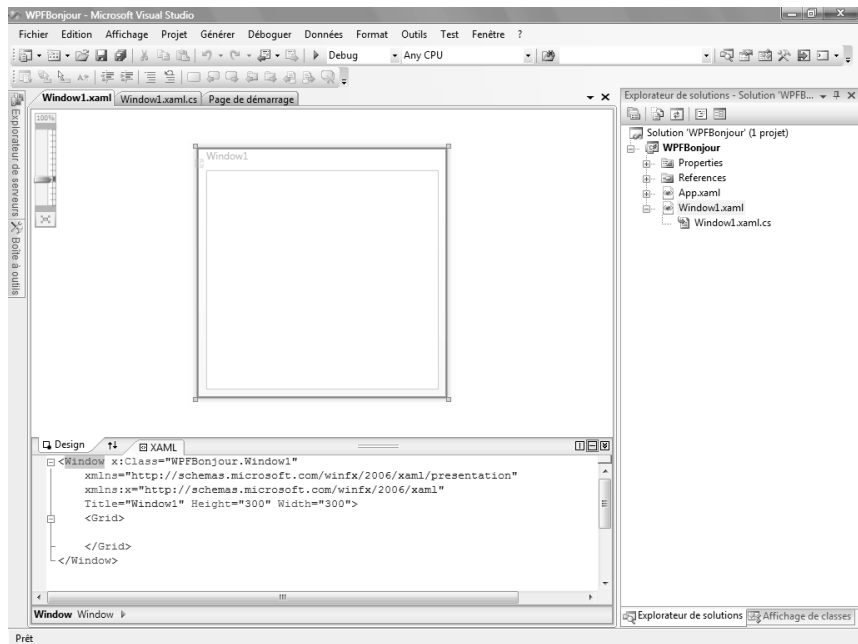 WPFBonjour - Microsoft Visual Studio
Fichier Edition Affichage Projet Générer Déboguer Données Format Outils Test Fenêtre ?
Debug Any CPU
Window1.xaml Window1.xaml.cs Page de démarrage
Explorateur de serveurs
Boîte à outils
100%
Window1
Design XAML
<Window x:Class="WPFBonjour.Window1"
xmlns="http://schemas.microsoft.com/winfx/2006/xaml/presentation"
xmlns:x="http://schemas.microsoft.com/winfx/2006/xaml"
Title="Window1" Height="300" Width="300">
<Grid>
</Grid>
</Window>
Window Window
Explorateur de solutions - Solution 'WPFB...
Solution 'WPFBonjour' (1 projet)
WPFBonjour
Properties
References
App.xaml
Window1.xaml
Window1.xaml.cs
Explorateur de solutions Affichage de classes
Prêt